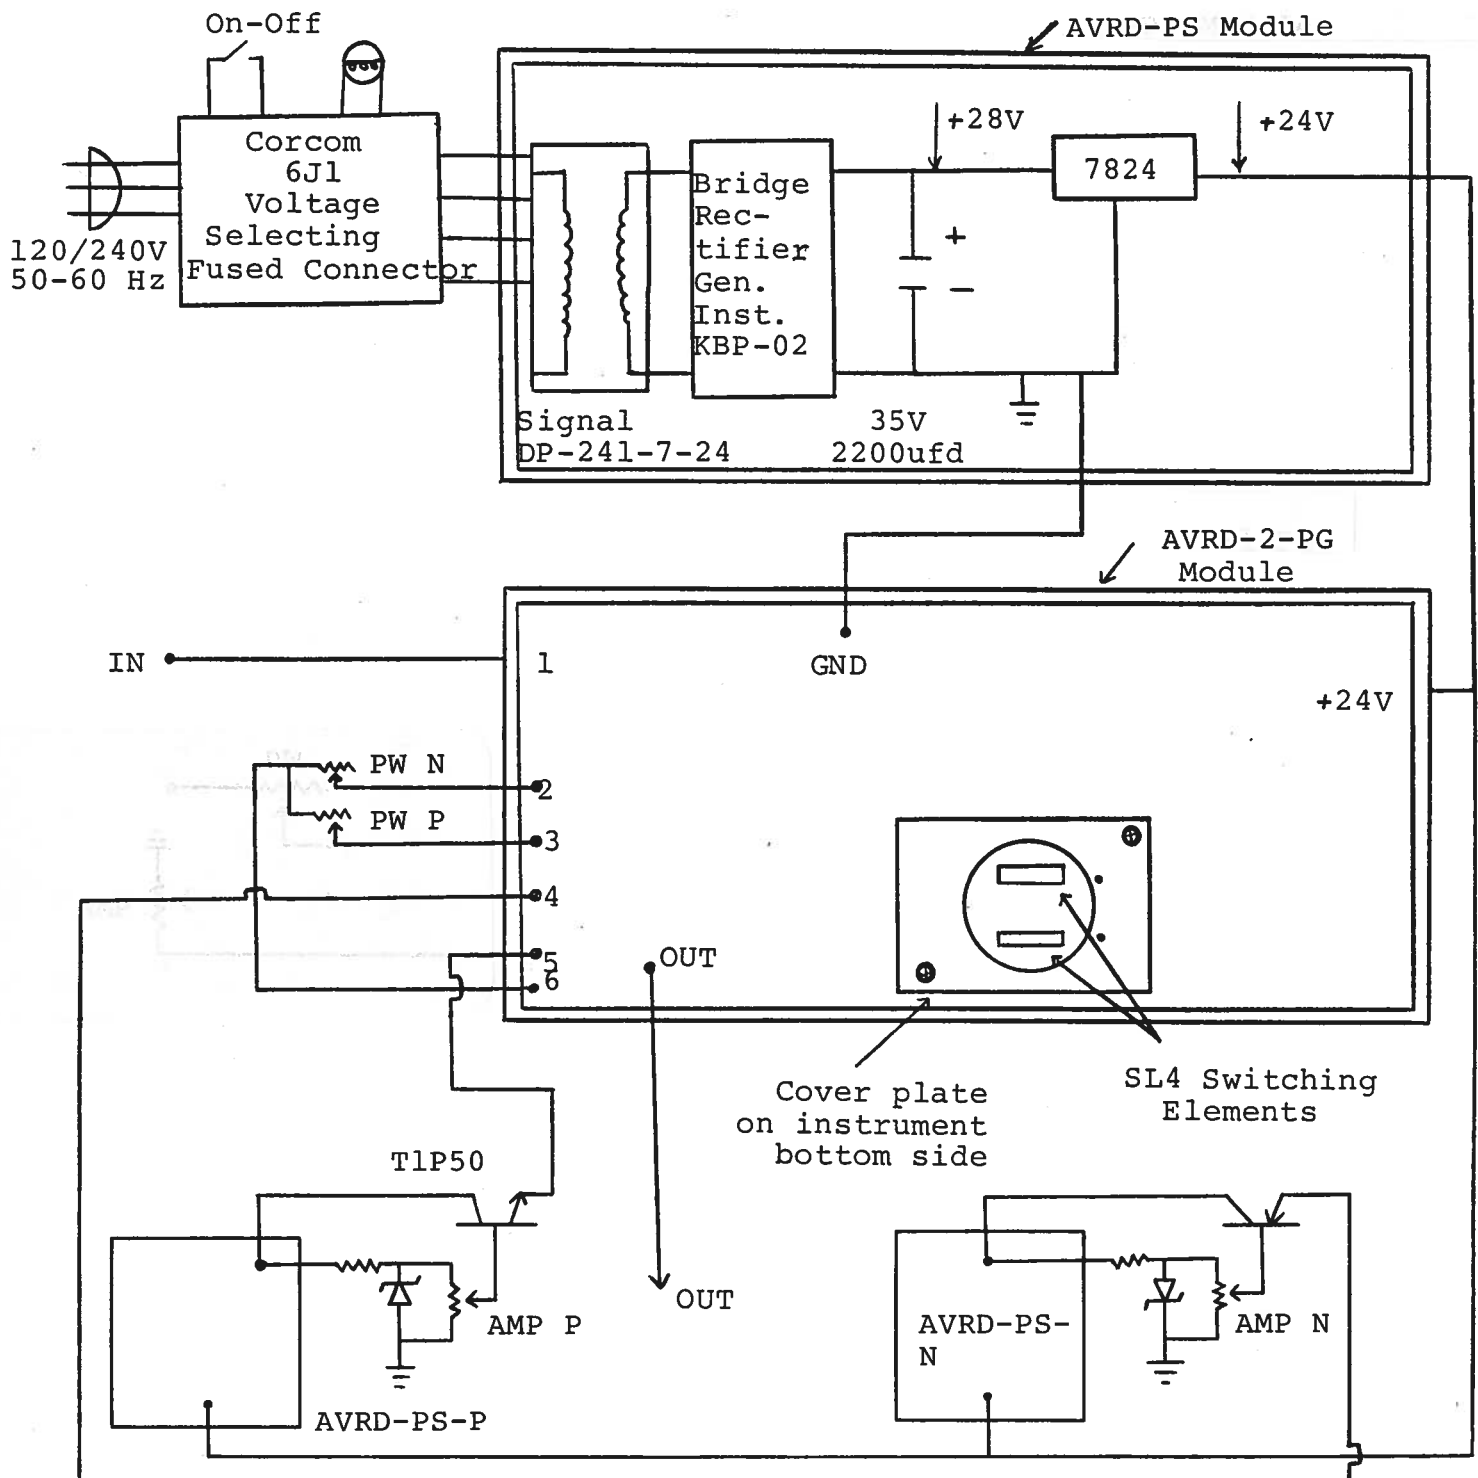 On-Off
AVRD-PS Module
Corcom
6J1
Voltage
Selecting
Fused Connector
120/240V
50-60 Hz
+28V
+24V
7824
Bridge
Rec-
tifier
Gen.
Inst.
KBP-02
+
−
Signal
DP-241-7-24
35V
2200ufd
AVRD-2-PG
Module
IN
1
GND
+24V
PW N
2
PW P
3
4
5
6
OUT
Cover plate
on instrument
bottom side
SL4 Switching
Elements
T1P50
OUT
AMP P
AVRD-PS-P
AVRD-PS-
N
AMP N